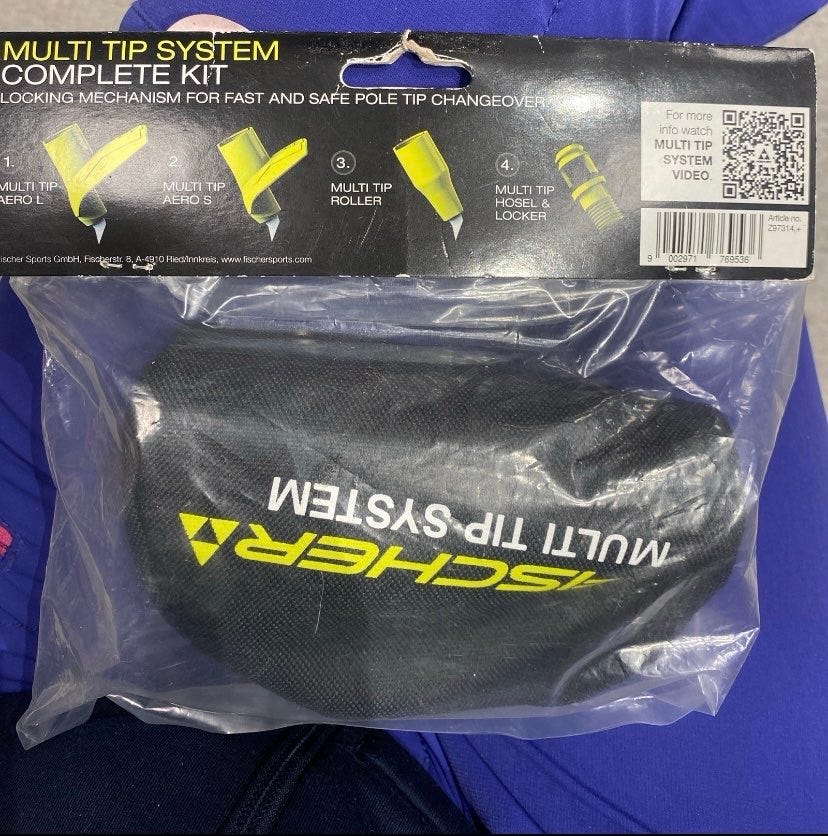 MULTI TIP SYSTEM
COMPLETE KIT
LOCKING MECHANISM FOR FAST AND SAFE POLE TIP CHANGEOVER
1.
MULTI TIP
AERO L
2.
MULTI TIP
AERO S
3.
MULTI TIP
ROLLER
4.
MULTI TIP
HOSEL &
LOCKER
For more
info watch
MULTI TIP
SYSTEM
VIDEO.
Article no.
Z97314,+
9 002971 769536
Fischer Sports GmbH, Fischerstr. 8, A-4910 Ried/Innkreis, www.fischersports.com
FISCHER
MULTI TIP SYSTEM